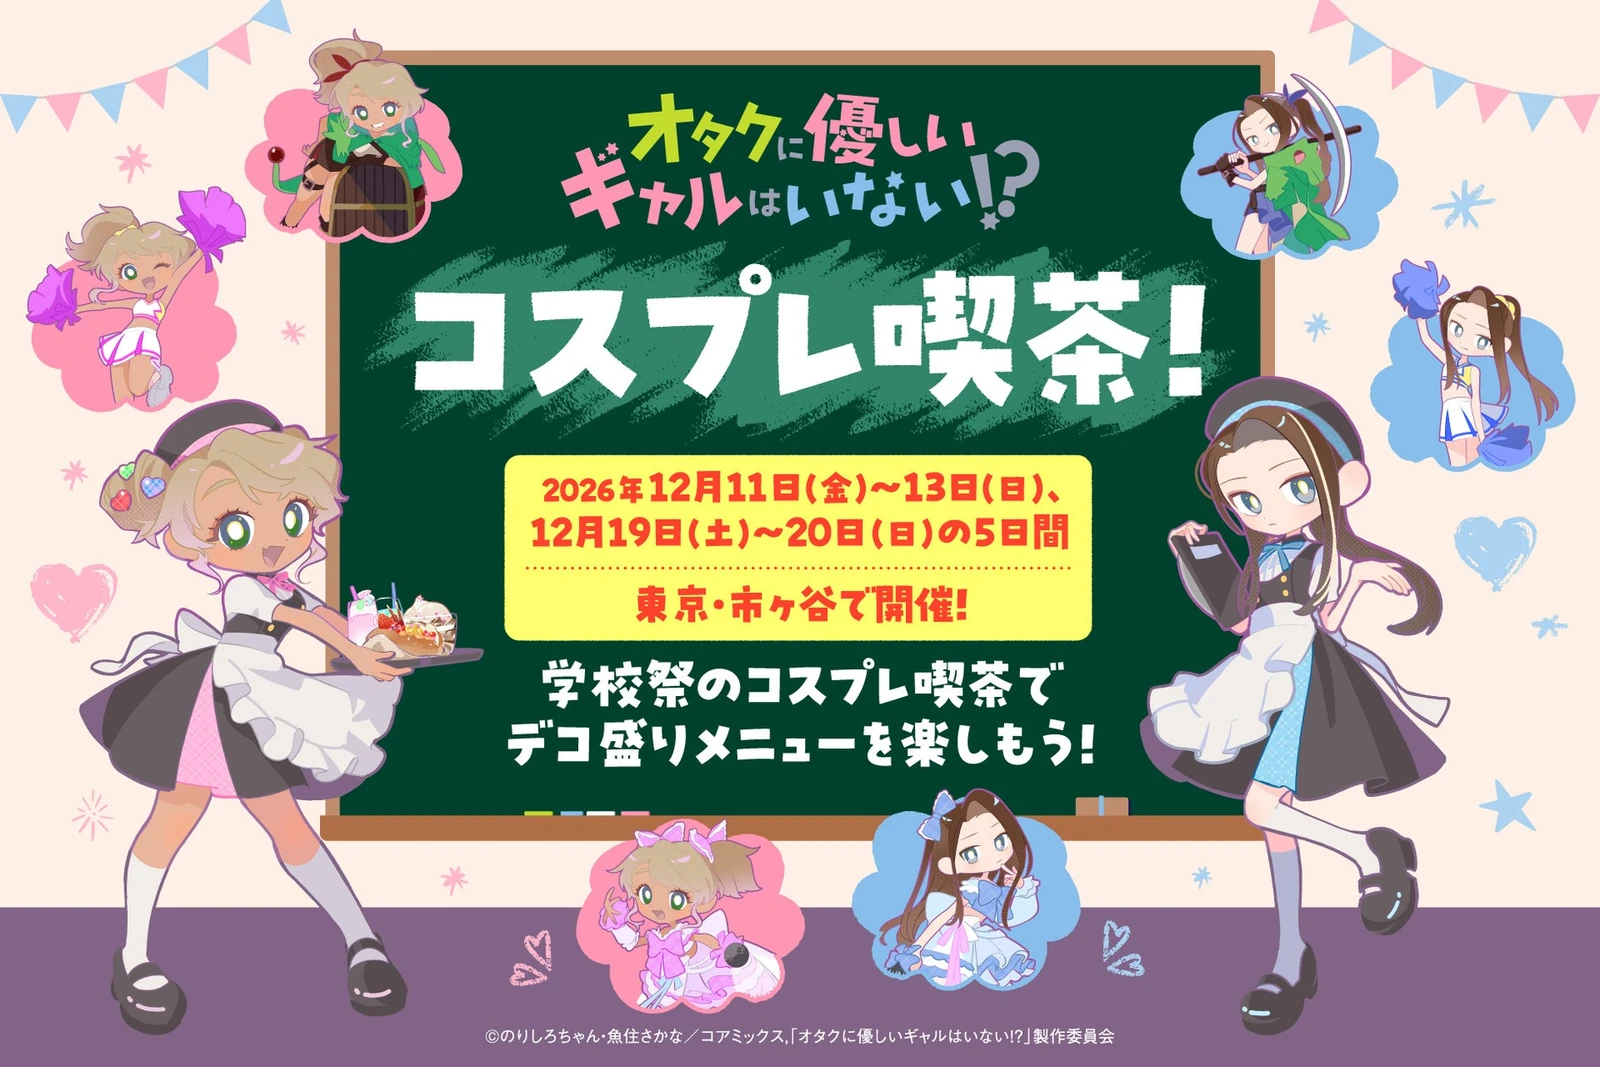 オタクに優しい
ギャルはいない!?
コスプレ喫茶!
2026年12月11日(金)～13日(日)、
12月19日(土)～20日(日)の5日間
東京・市ヶ谷で開催!
学校祭のコスプレ喫茶で
デコ盛りメニューを楽しもう!
©のりしろちゃん・魚住さかな／コアミックス,「オタクに優しいギャルはいない!?」製作委員会